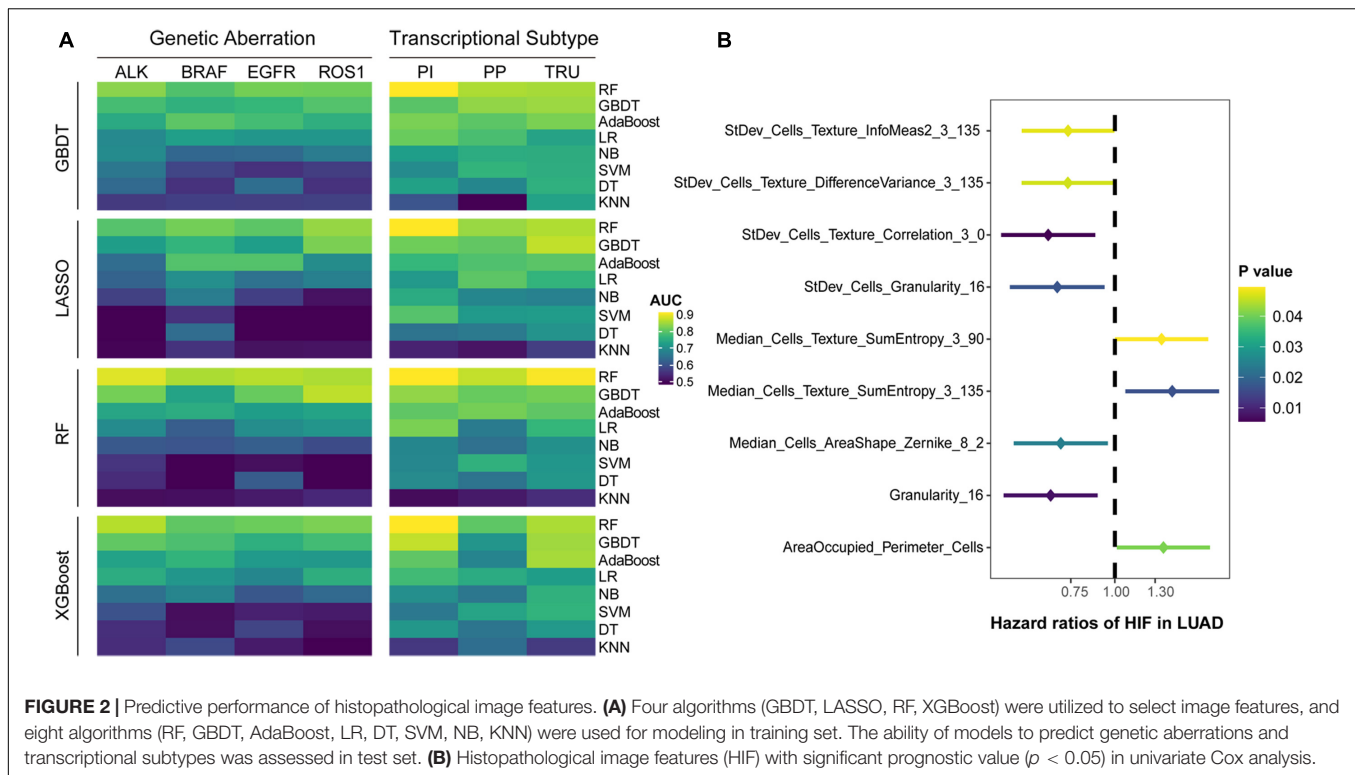 A
Genetic Aberration
Transcriptional Subtype
ALK BRAF EGFR ROS1
PI PP TRU
GBDT
RF
GBDT
AdaBoost
LR
NB
SVM
DT
KNN
LASSO
RF
GBDT
AdaBoost
LR
NB
SVM
DT
KNN
RF
RF
GBDT
AdaBoost
LR
NB
SVM
DT
KNN
XGBoost
RF
GBDT
AdaBoost
LR
NB
SVM
DT
KNN
AUC
0.9
0.8
0.7
0.6
0.5
B
StDev_Cells_Texture_InfoMeas2_3_135
StDev_Cells_Texture_DifferenceVariance_3_135
StDev_Cells_Texture_Correlation_3_0
StDev_Cells_Granularity_16
Median_Cells_Texture_SumEntropy_3_90
Median_Cells_Texture_SumEntropy_3_135
Median_Cells_AreaShape_Zernike_8_2
Granularity_16
AreaOccupied_Perimeter_Cells
0.75 1.00 1.30
Hazard ratios of HIF in LUAD
P value
0.04
0.03
0.02
0.01
FIGURE 2 | Predictive performance of histopathological image features. (A) Four algorithms (GBDT, LASSO, RF, XGBoost) were utilized to select image features, and
eight algorithms (RF, GBDT, AdaBoost, LR, DT, SVM, NB, KNN) were used for modeling in training set. The ability of models to predict genetic aberrations and
transcriptional subtypes was assessed in test set. (B) Histopathological image features (HIF) with significant prognostic value (p < 0.05) in univariate Cox analysis.